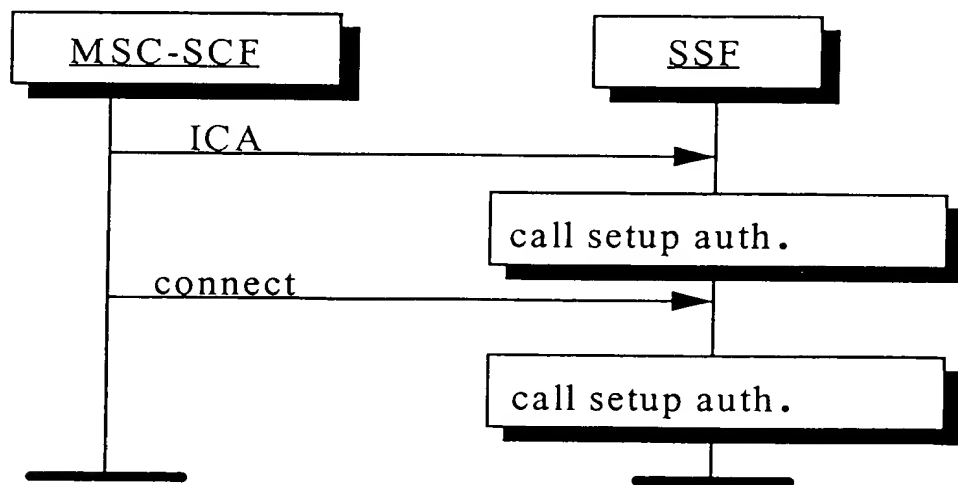 MSC-SCF
SSF
ICA
call setup auth.
connect
call setup auth.